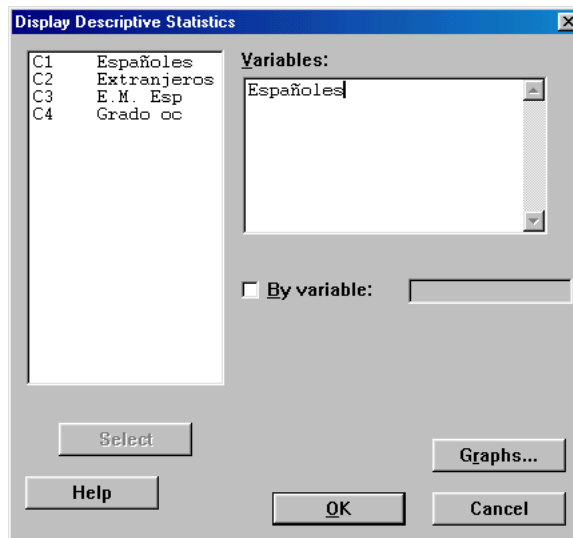 Display Descriptive Statistics
C1 Españoles
C2 Extranjeros
C3 E.M. Esp
C4 Grado oc
Variables:
Españoles
By variable:
Select
Graphs...
Help
OK
Cancel